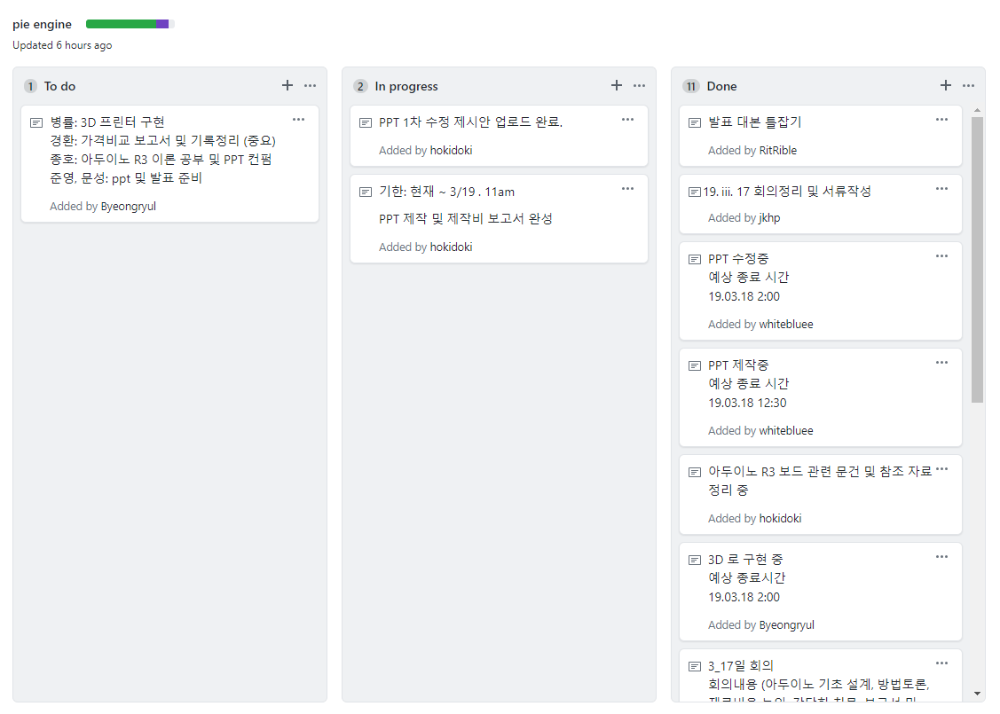 pie engine
Updated 6 hours ago
1 To do
병률: 3D 프린터 구현
경환: 가격비교 보고서 및 기록정리 (중요)
종호: 아두이노 R3 이론 공부 및 PPT 컨펌
준영, 문성: ppt 및 발표 준비
Added by Byeongryul
2 In progress
PPT 1차 수정 제시안 업로드 완료.
Added by hokidoki
기한: 현재 ~ 3/19 . 11am
PPT 제작 및 제작비 보고서 완성
Added by hokidoki
11 Done
발표 대본 틀잡기
Added by RitRible
19. iii. 17 회의정리 및 서류작성
Added by jkhp
PPT 수정중
예상 종료 시간
19.03.18 2:00
Added by whitebluee
PPT 제작중
예상 종료 시간
19.03.18 12:30
Added by whitebluee
아두이노 R3 보드 관련 문건 및 참조 자료
정리 중
Added by hokidoki
3D 로 구현 중
예상 종료시간
19.03.18 2:00
Added by Byeongryul
3_17일 회의
회의내용 (아두이노 기초 설계, 방법토론,